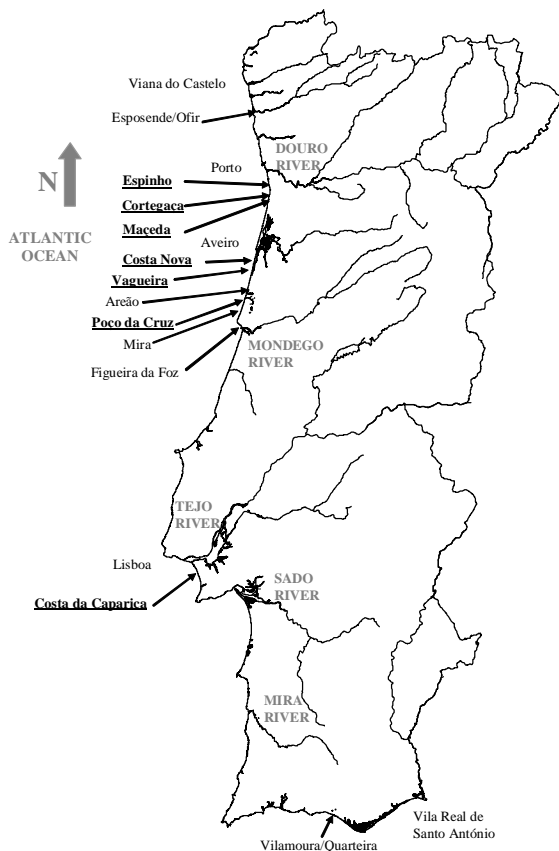 Viana do Castelo
Esposende/Ofir
DOURO
RIVER
Porto
N
Espinho
Cortegaça
Maçeda
ATLANTIC
OCEAN
Aveiro
Costa Nova
Vagueira
Areão
Poço da Cruz
Mira
MONDEGO
RIVER
Figueira da Foz
TEJO
RIVER
Lisboa
SADO
RIVER
Costa da Caparica
MIRA
RIVER
Vila Real de
Santo António
Vilamoura/Quarteira